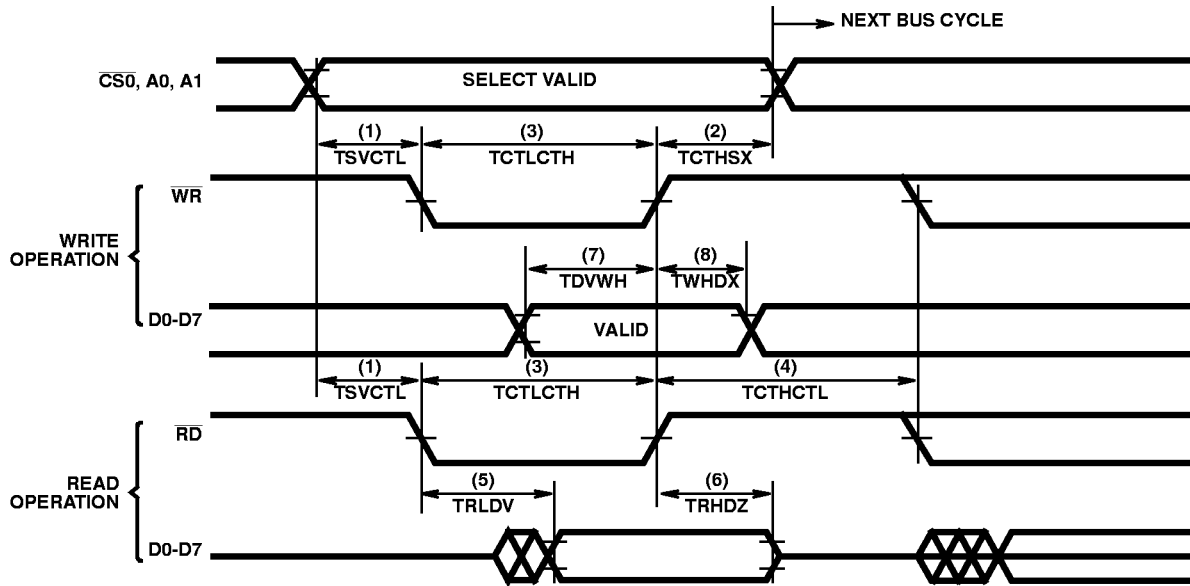 NEXT BUS CYCLE
CS0, A0, A1
SELECT VALID
(1) (3) (2)
TSVCTL TCTLCTH TCTHSX
WR
WRITE
OPERATION
(7) (8)
TDVWH TWHDX
D0-D7
VALID
(1) (3) (4)
TSVCTL TCTLCTH TCTHCTL
RD
READ
OPERATION
(5) (6)
TRLDV TRHDZ
D0-D7